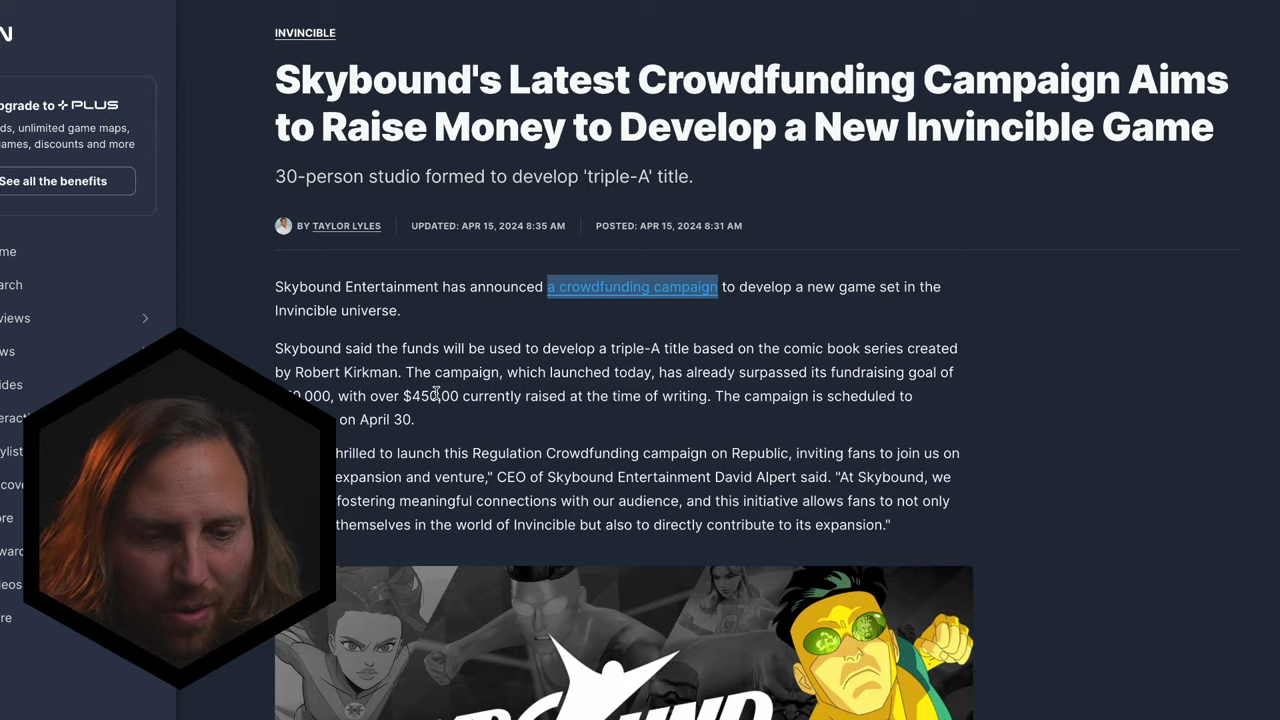 N
INVINCIBLE
Skybound's Latest Crowdfunding Campaign Aims
to Raise Money to Develop a New Invincible Game
30-person studio formed to develop 'triple-A' title.
BY TAYLOR LYLES
UPDATED: APR 15, 2024 8:35 AM
POSTED: APR 15, 2024 8:31 AM
pgrade to PLUS
ds, unlimited game maps,
ames, discounts and more
See all the benefits
me
arch
views
ws
ides
eracti
ylist
cove
ore
ward
deos
re
Skybound Entertainment has announced a crowdfunding campaign to develop a new game set in the
Invincible universe.
Skybound said the funds will be used to develop a triple-A title based on the comic book series created
by Robert Kirkman. The campaign, which launched today, has already surpassed its fundraising goal of
0,000, with over $450,00 currently raised at the time of writing. The campaign is scheduled to
on April 30.
hrilled to launch this Regulation Crowdfunding campaign on Republic, inviting fans to join us on
expansion and venture," CEO of Skybound Entertainment David Alpert said. "At Skybound, we
fostering meaningful connections with our audience, and this initiative allows fans to not only
themselves in the world of Invincible but also to directly contribute to its expansion."